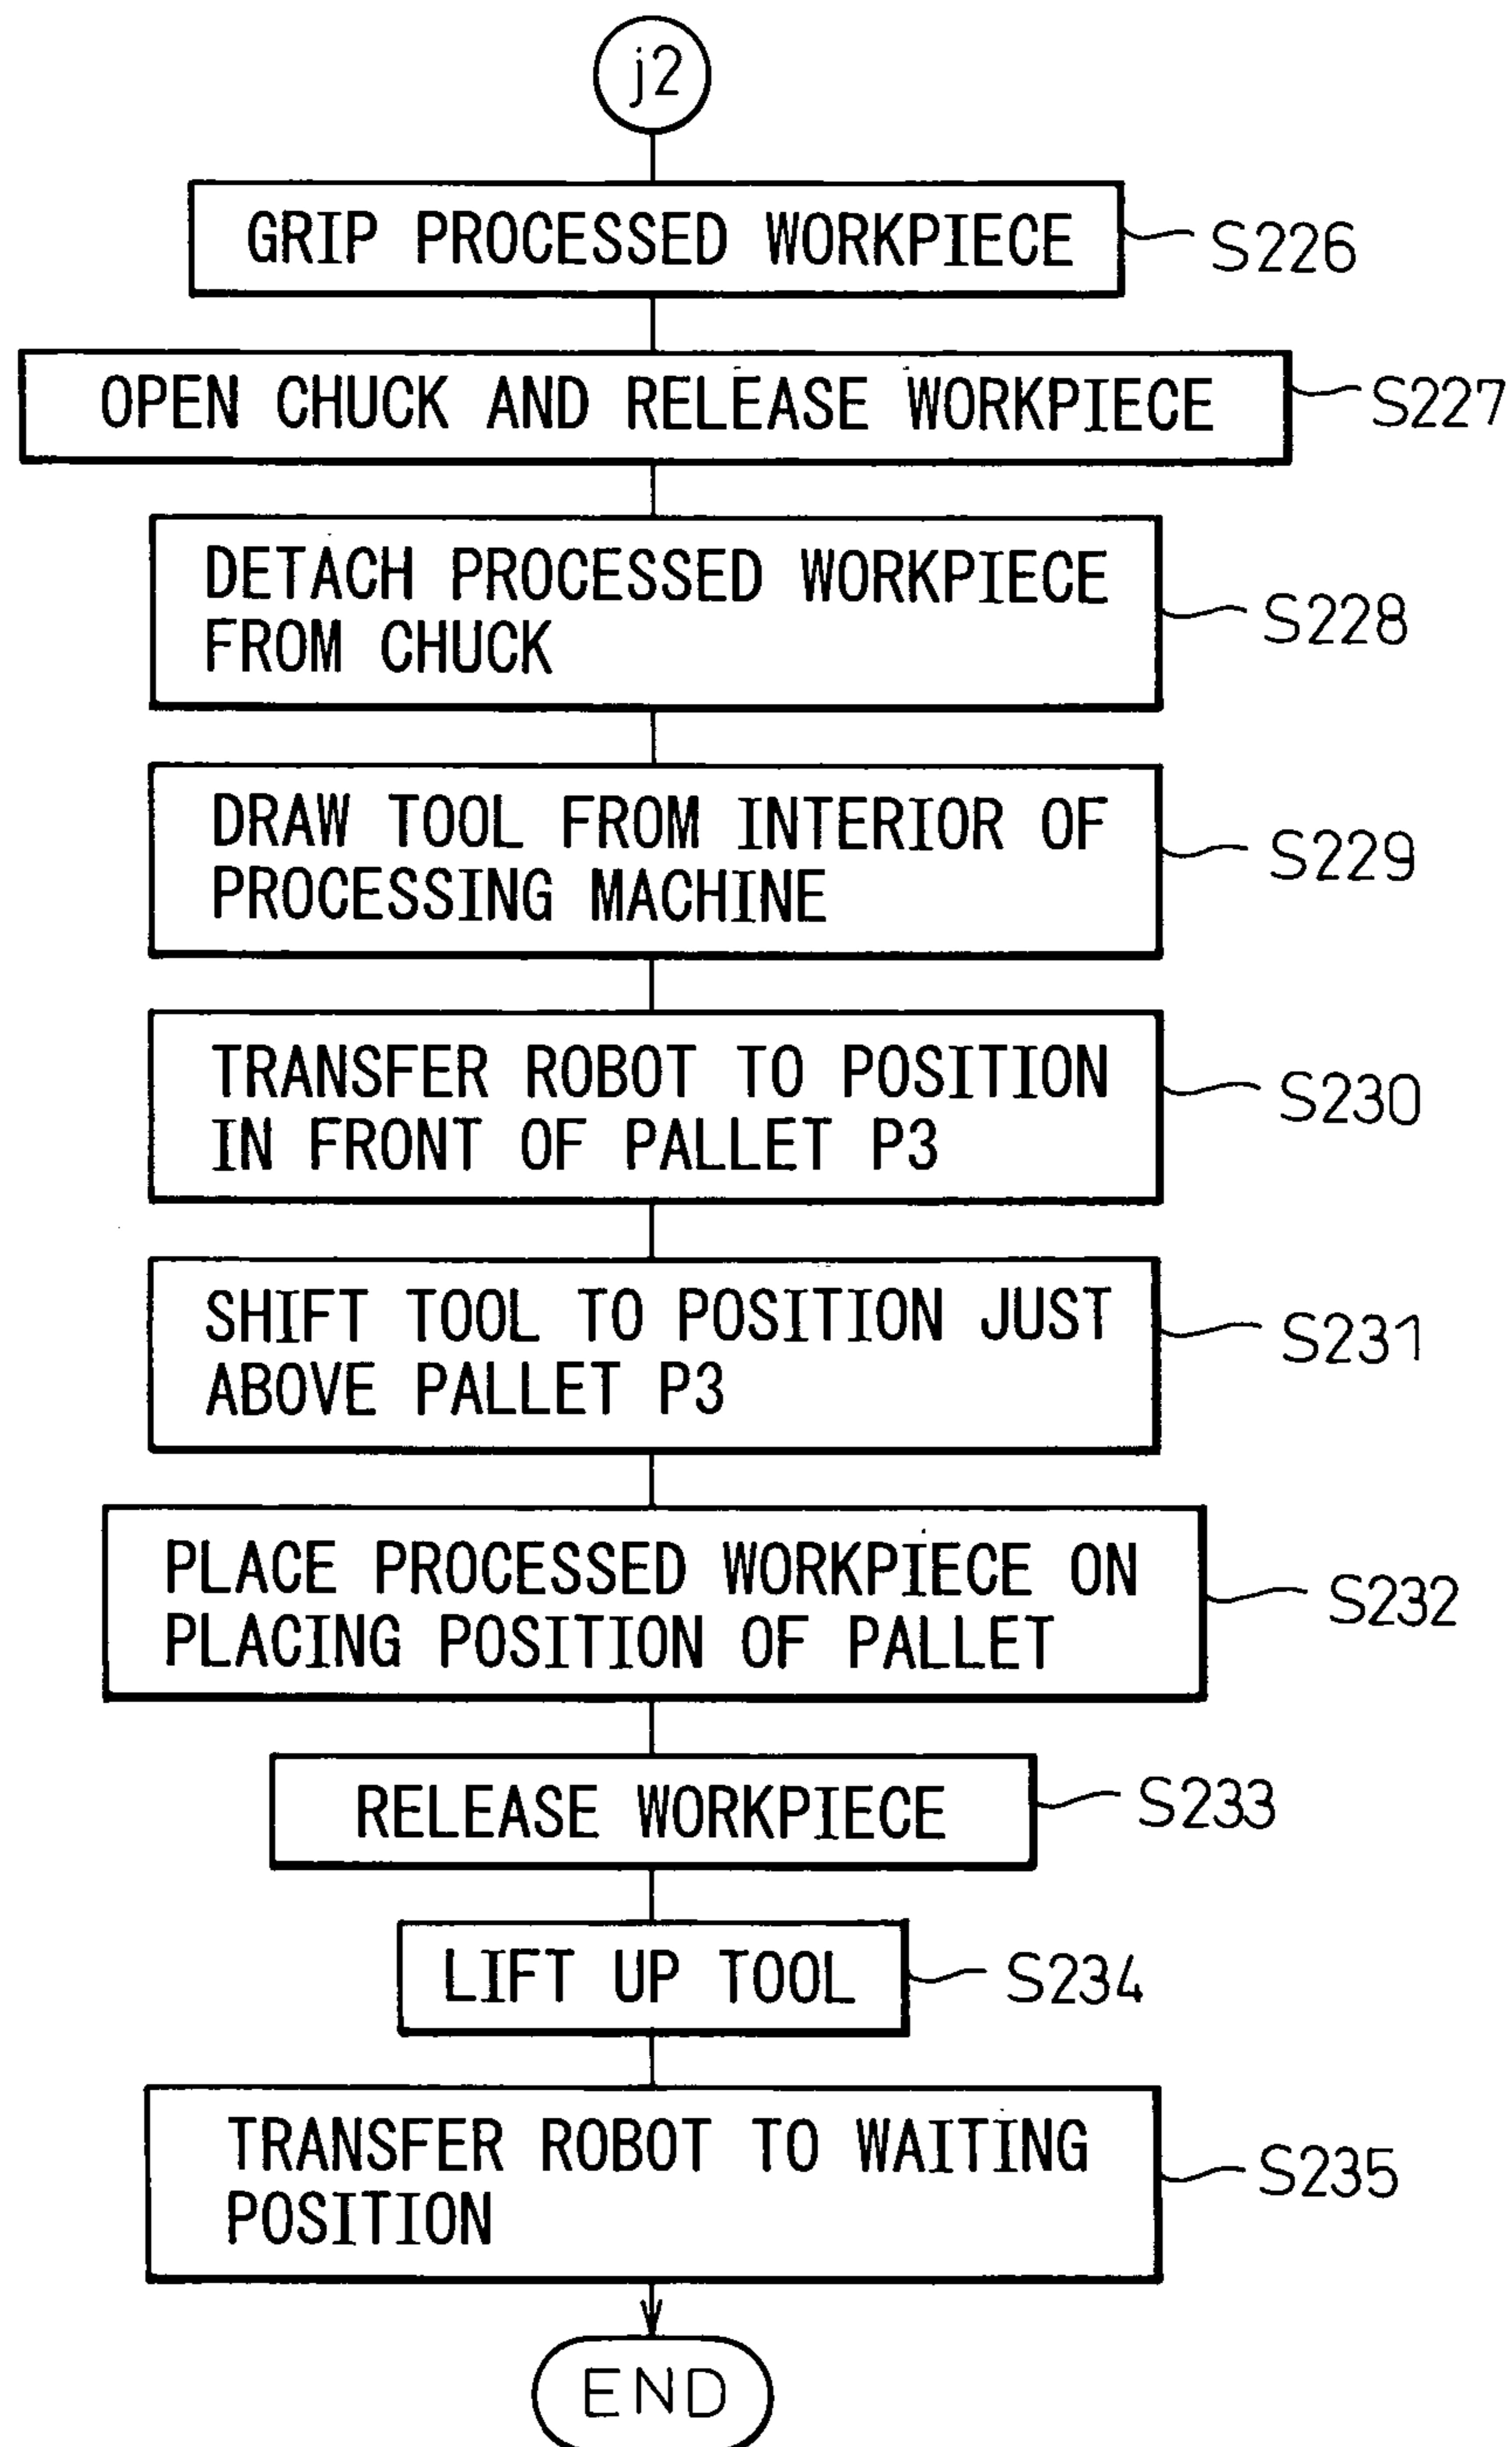 j2
GRIP PROCESSED WORKPIECE
S226
OPEN CHUCK AND RELEASE WORKPIECE
S227
DETACH PROCESSED WORKPIECE
FROM CHUCK
S228
DRAW TOOL FROM INTERIOR OF
PROCESSING MACHINE
S229
TRANSFER ROBOT TO POSITION
IN FRONT OF PALLET P3
S230
SHIFT TOOL TO POSITION JUST
ABOVE PALLET P3
S231
PLACE PROCESSED WORKPIECE ON
PLACING POSITION OF PALLET
S232
RELEASE WORKPIECE
S233
LIFT UP TOOL
S234
TRANSFER ROBOT TO WAITING
POSITION
S235
END